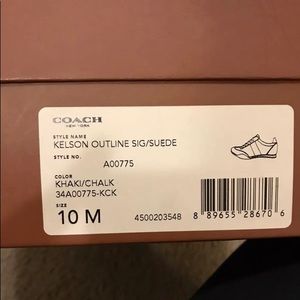 COACH
NEW YORK
STYLE NAME
KELSON OUTLINE SIG/SUEDE
STYLE NO.
A00775
COLOR
KHAKI/CHALK
34A00775-KCK
SIZE
10 M
4500203548
8 89655 28670 6